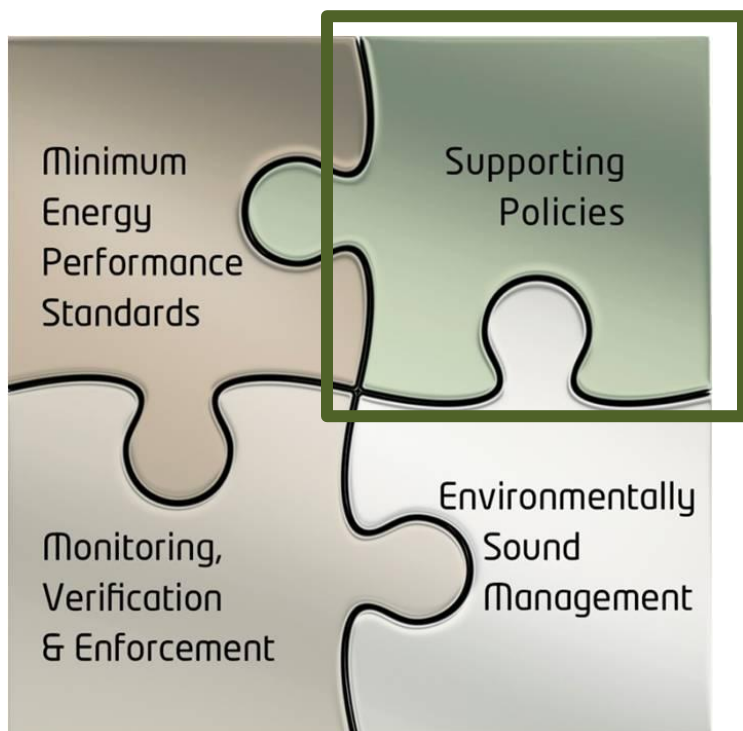 Minimum
Energy
Performance
Standards
Supporting
Policies
Monitoring,
Verification
& Enforcement
Environmentally
Sound
Management